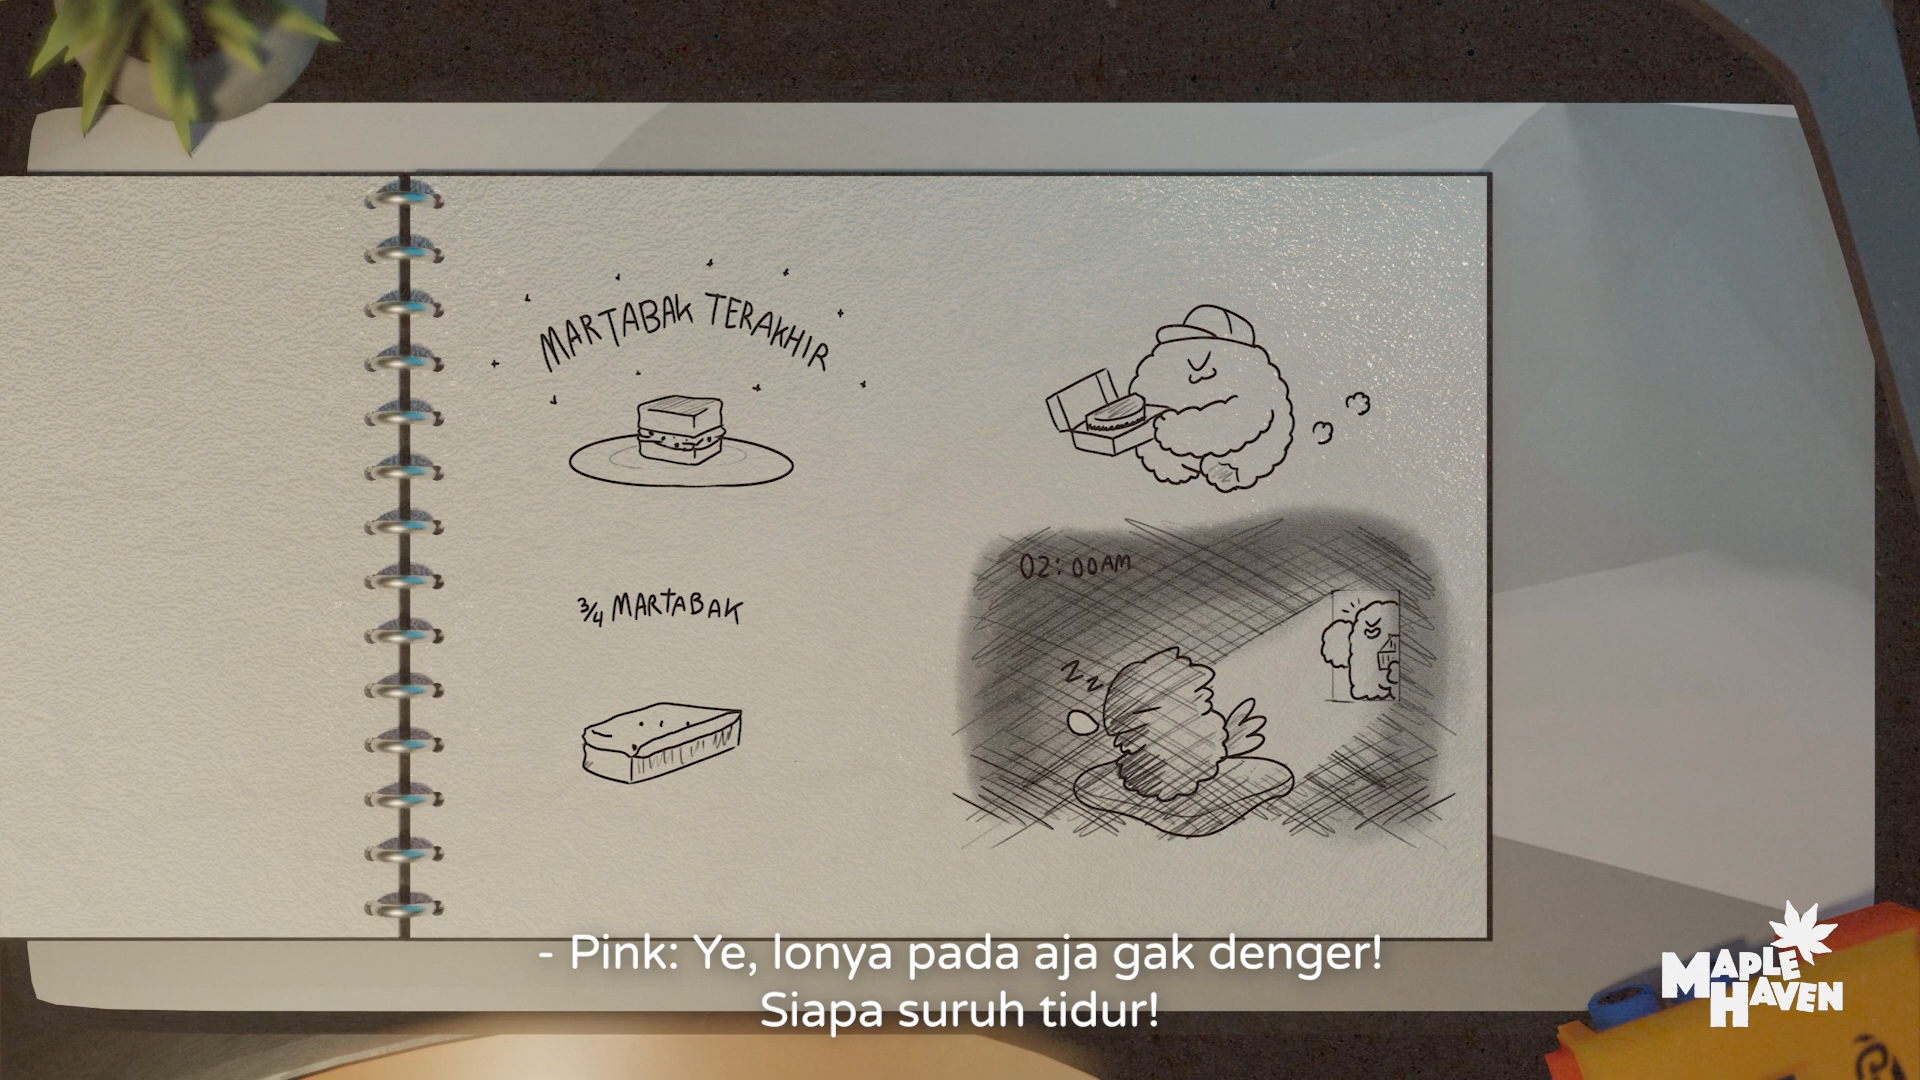 MARTABAK TERAKHIR
3/4 MARTABAK
02:00AM
zz
- Pink: Ye, lonya pada aja gak denger!
Siapa suruh tidur!
MAPLE
HAVEN